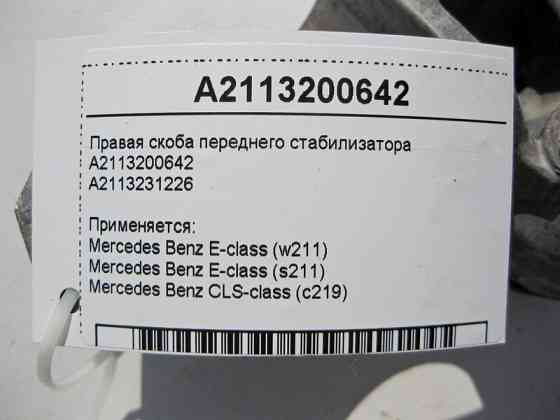 A2113200642
Правая скоба переднего стабилизатора
A2113200642
A2113231226
Применяется:
Mercedes Benz E-class (w211)
Mercedes Benz E-class (s211)
Mercedes Benz CLS-class (c219)